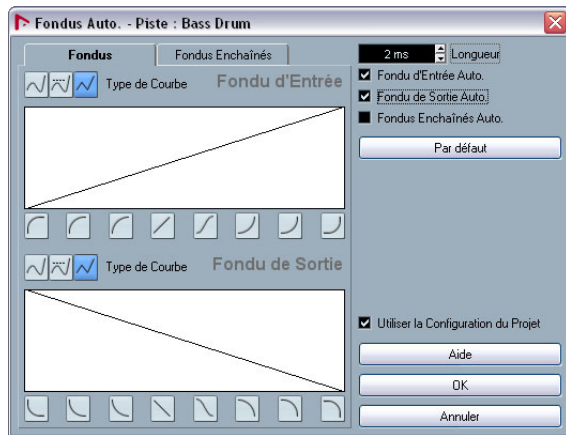 Fondus Auto. - Piste : Bass Drum
Fondus
Fondus Enchaînés
Type de Courbe
Fondu d'Entrée
Type de Courbe
Fondu de Sortie
2 ms
Longueur
Fondu d'Entrée Auto.
Fondu de Sortie Auto.
Fondus Enchaînés Auto.
Par défaut
Utiliser la Configuration du Projet
Aide
OK
Annuler